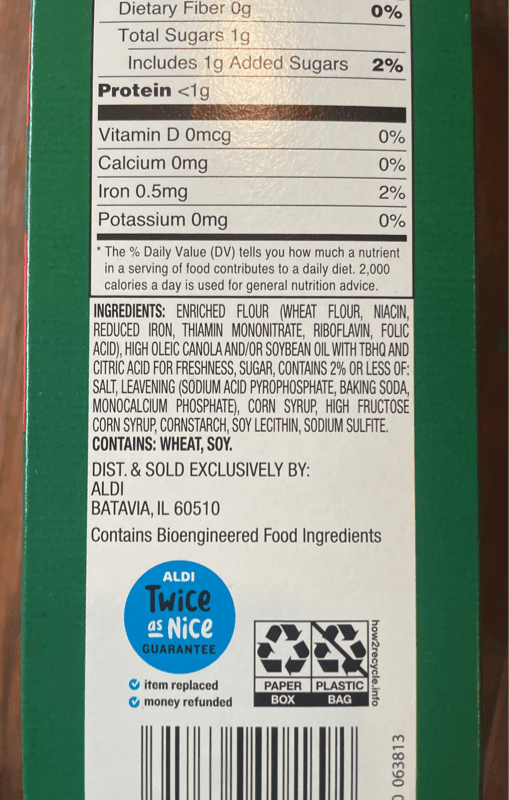 Dietary Fiber 0g 0%
Total Sugars 1g
Includes 1g Added Sugars 2%
Protein <1g
Vitamin D 0mcg 0%
Calcium 0mg 0%
Iron 0.5mg 2%
Potassium 0mg 0%
* The % Daily Value (DV) tells you how much a nutrient
in a serving of food contributes to a daily diet. 2,000
calories a day is used for general nutrition advice.
INGREDIENTS: ENRICHED FLOUR (WHEAT FLOUR, NIACIN,
REDUCED IRON, THIAMIN MONONITRATE, RIBOFLAVIN, FOLIC
ACID), HIGH OLEIC CANOLA AND/OR SOYBEAN OIL WITH TBHQ AND
CITRIC ACID FOR FRESHNESS, SUGAR, CONTAINS 2% OR LESS OF:
SALT, LEAVENING (SODIUM ACID PYROPHOSPHATE, BAKING SODA,
MONOCALCIUM PHOSPHATE), CORN SYRUP, HIGH FRUCTOSE
CORN SYRUP, CORNSTARCH, SOY LECITHIN, SODIUM SULFITE.
CONTAINS: WHEAT, SOY.
DIST. & SOLD EXCLUSIVELY BY:
ALDI
BATAVIA, IL 60510
Contains Bioengineered Food Ingredients
ALDI
Twice
as Nice
GUARANTEE
item replaced
money refunded
PAPER PLASTIC
BOX BAG
how2recycle.info
063813